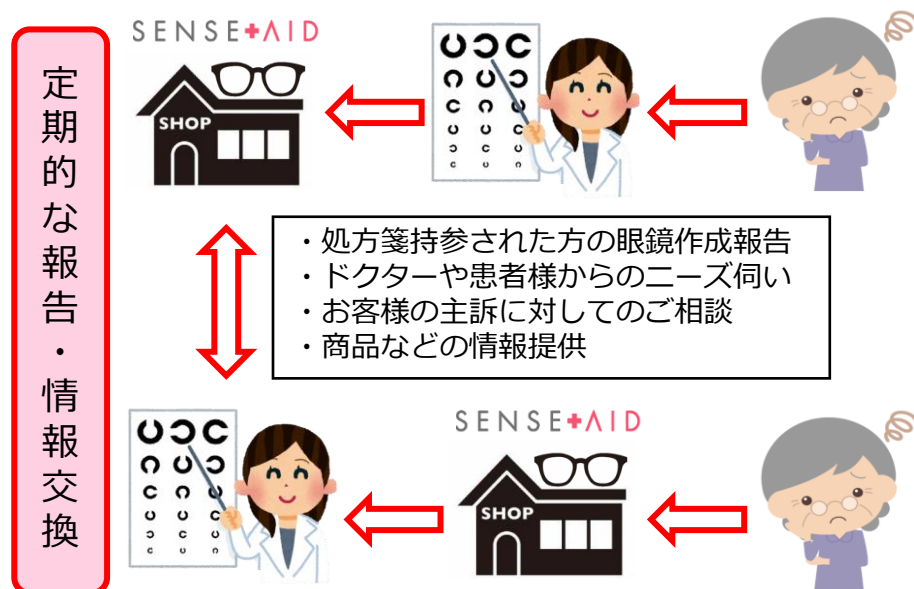 定期的な報告・情報交換
SENSE+AID
SHOP
・処方箋持参された方の眼鏡作成報告
・ドクターや患者様からのニーズ伺い
・お客様の主訴に対してのご相談
・商品などの情報提供
SENSE+AID
SHOP